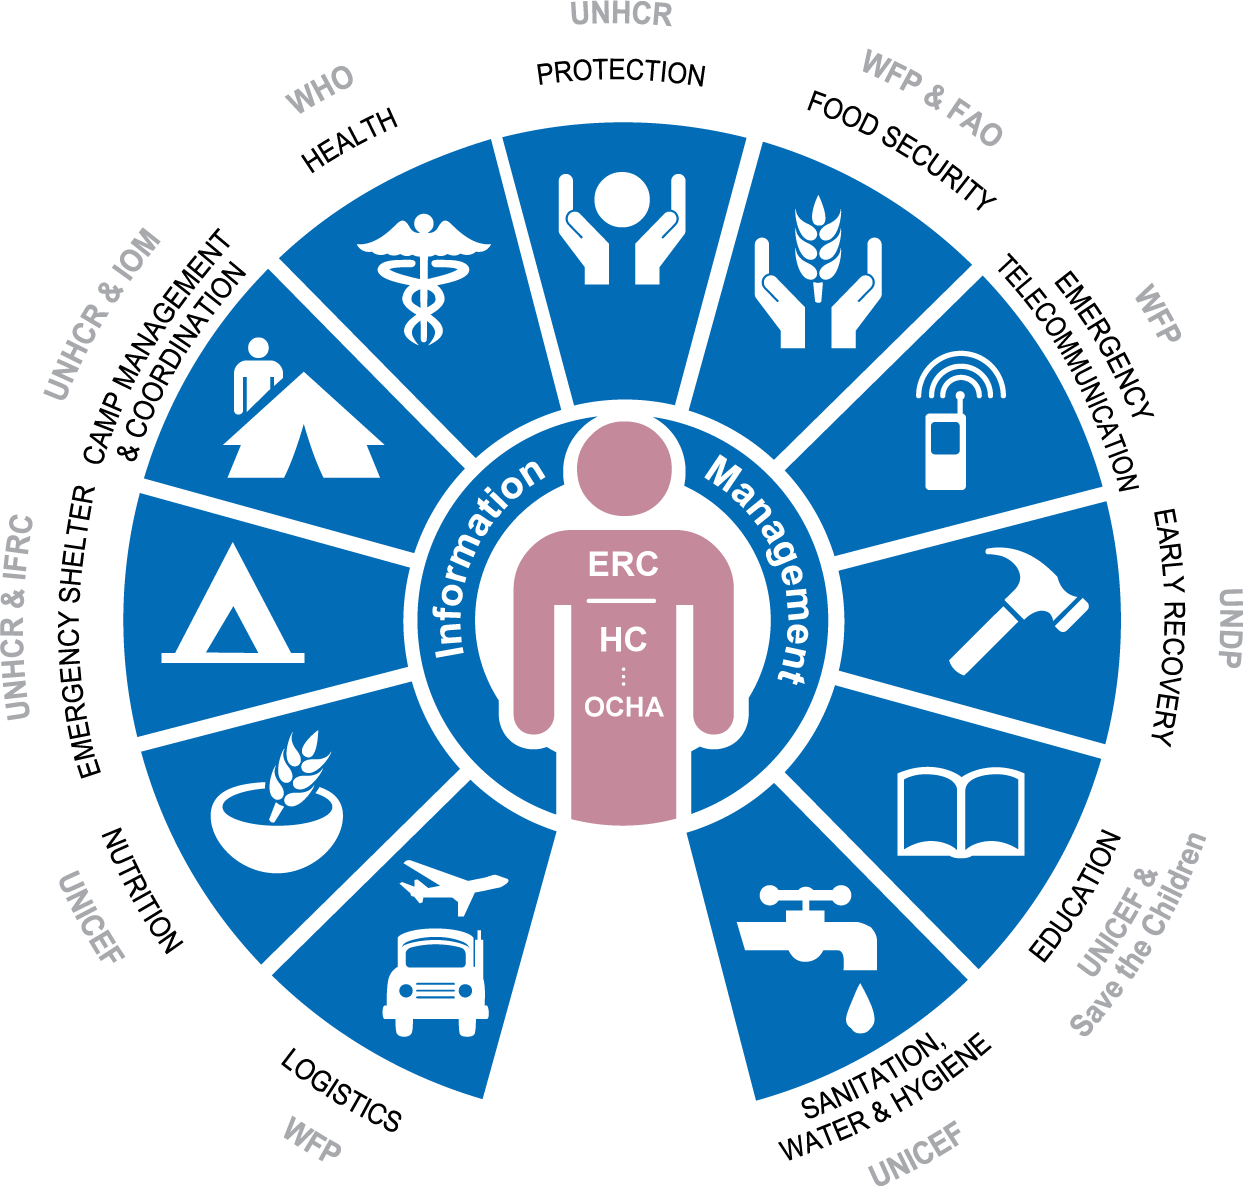 UNHCR
PROTECTION
WFP & FAO
FOOD SECURITY
WFP
EMERGENCY
TELECOMMUNICATION
UNDP
EARLY RECOVERY
EDUCATION
UNICEF &
Save the Children
SANITATION,
WATER & HYGIENE
UNICEF
LOGISTICS
WFP
NUTRITION
UNICEF
UNHCR & IFRC
EMERGENCY SHELTER
UNHCR & IOM
CAMP MANAGEMENT
& COORDINATION
WHO
HEALTH
Information
Management
ERC
HC
OCHA